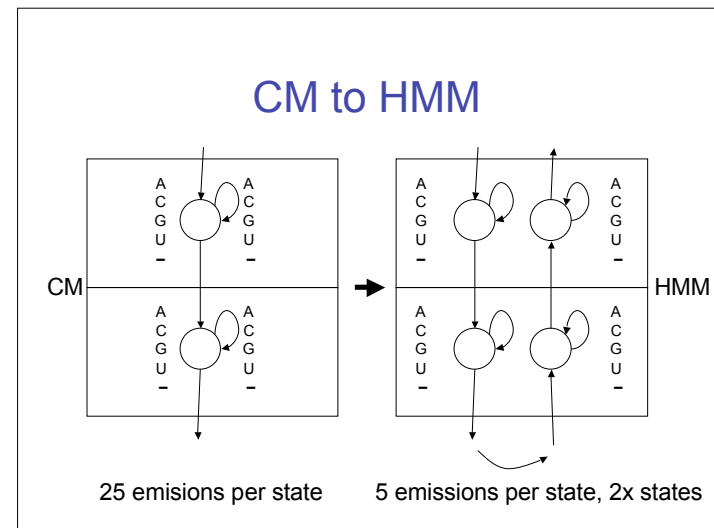 CM to HMM
A A
C C
G G
U U
– –
A A
C C
G G
U U
– –
CM
A A
C C
G G
U U
– –
A A
C C
G G
U U
– –
HMM
25 emisions per state
5 emissions per state, 2x states